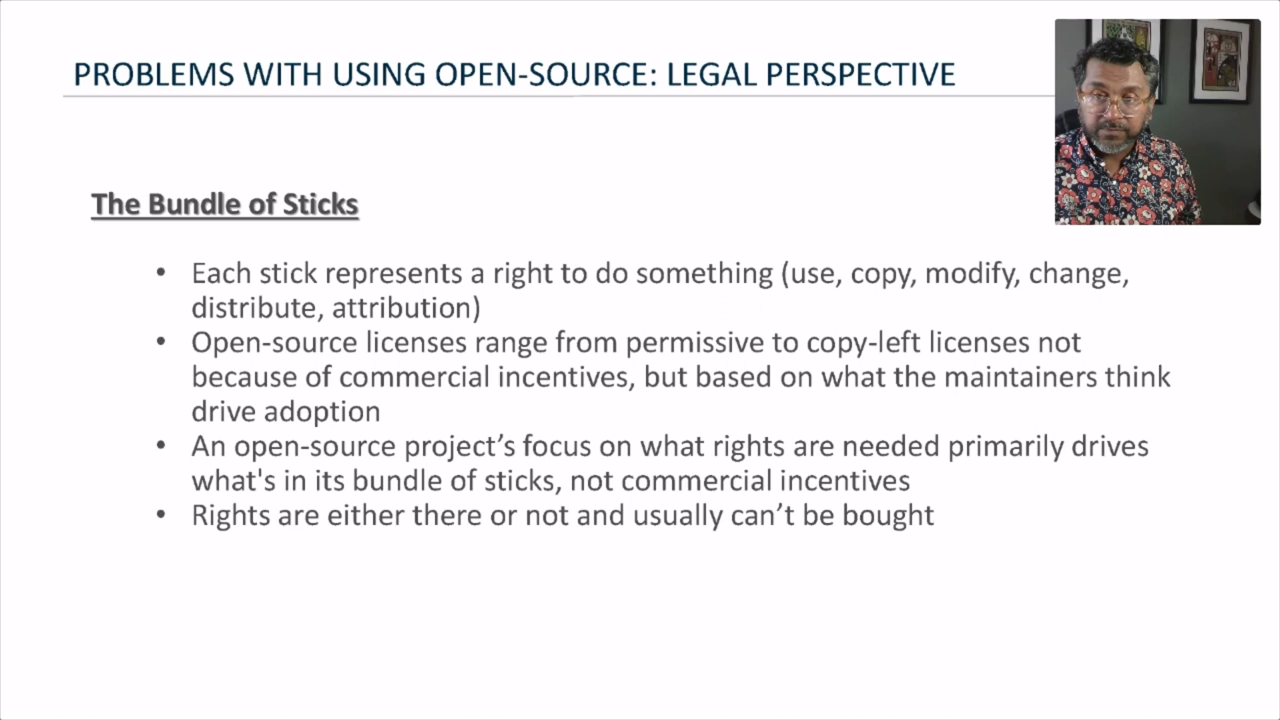 PROBLEMS WITH USING OPEN-SOURCE: LEGAL PERSPECTIVE
The Bundle of Sticks
• Each stick represents a right to do something (use, copy, modify, change,
distribute, attribution)
• Open-source licenses range from permissive to copy-left licenses not
because of commercial incentives, but based on what the maintainers think
drive adoption
• An open-source project’s focus on what rights are needed primarily drives
what's in its bundle of sticks, not commercial incentives
• Rights are either there or not and usually can’t be bought